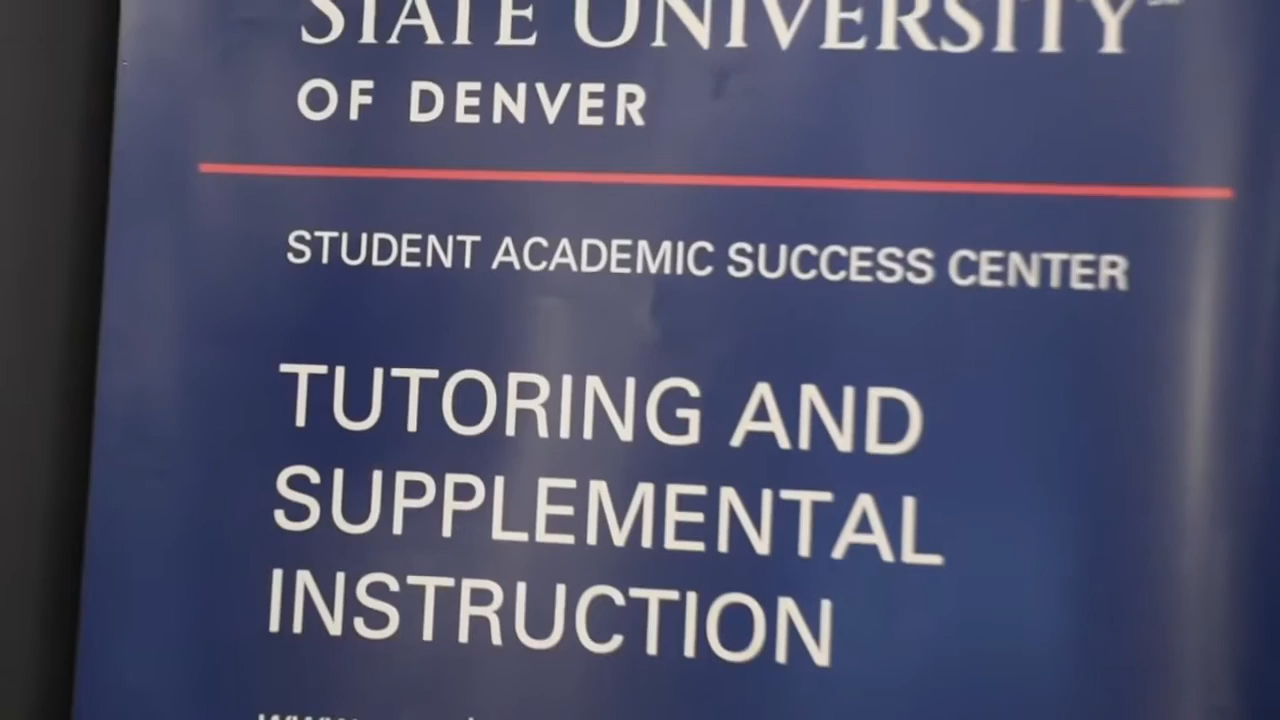 STATE UNIVERSITY
OF DENVER
STUDENT ACADEMIC SUCCESS CENTER
TUTORING AND
SUPPLEMENTAL
INSTRUCTION